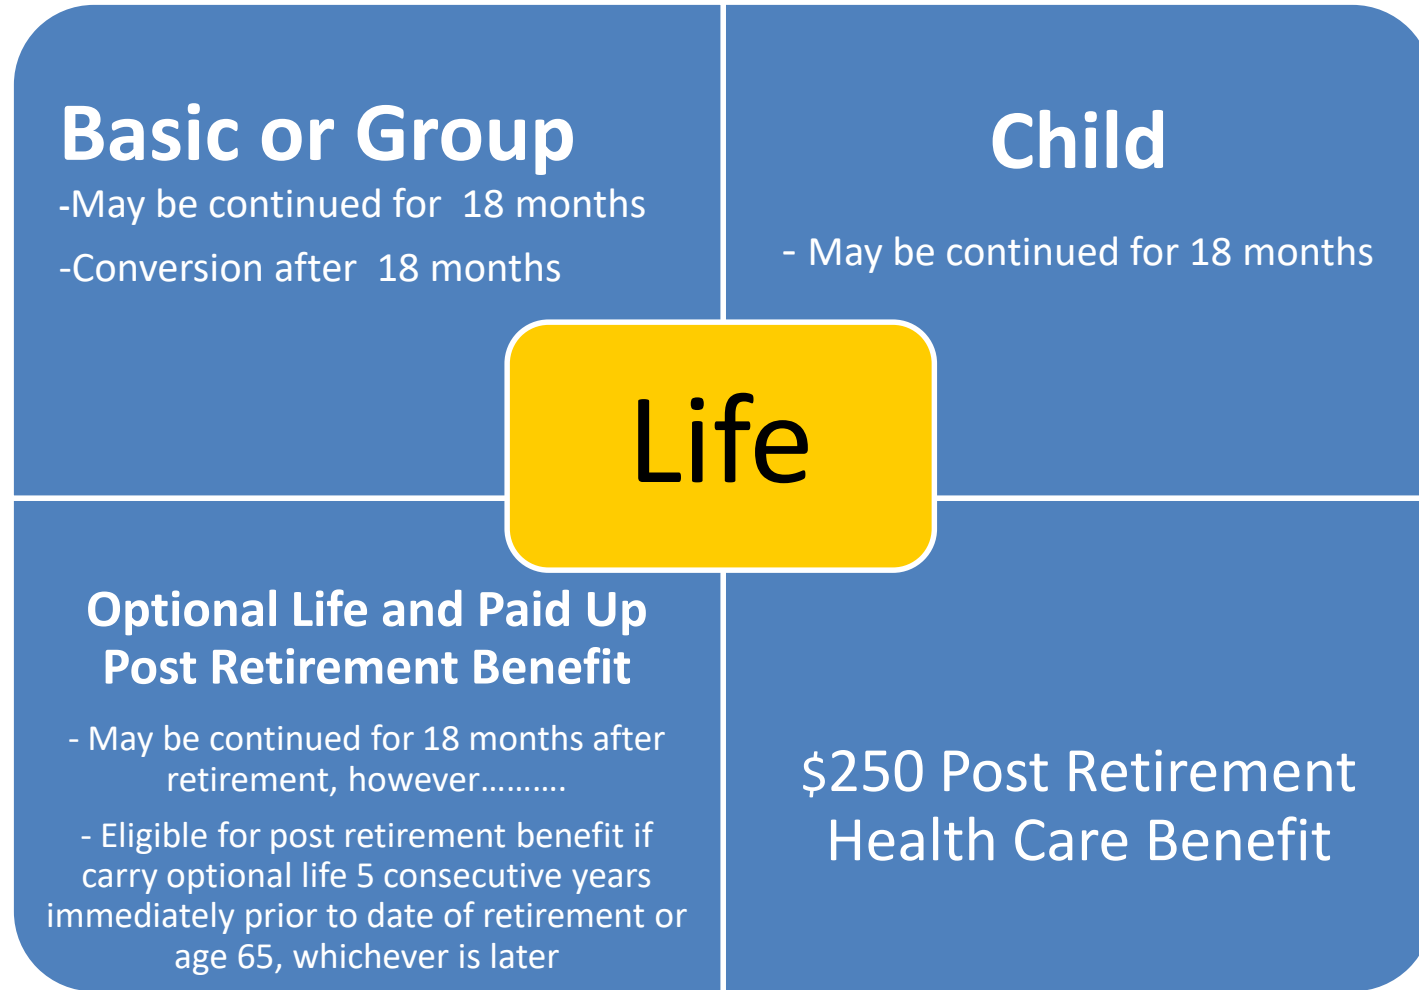 Basic or Group
-May be continued for  18 months
-Conversion after  18 months
Child
- May be continued for 18 months
Life
Optional Life and Paid Up
Post Retirement Benefit
- May be continued for 18 months after
retirement, however……….
- Eligible for post retirement benefit if
carry optional life 5 consecutive years
immediately prior to date of retirement or
age 65, whichever is later
$250 Post Retirement
Health Care Benefit